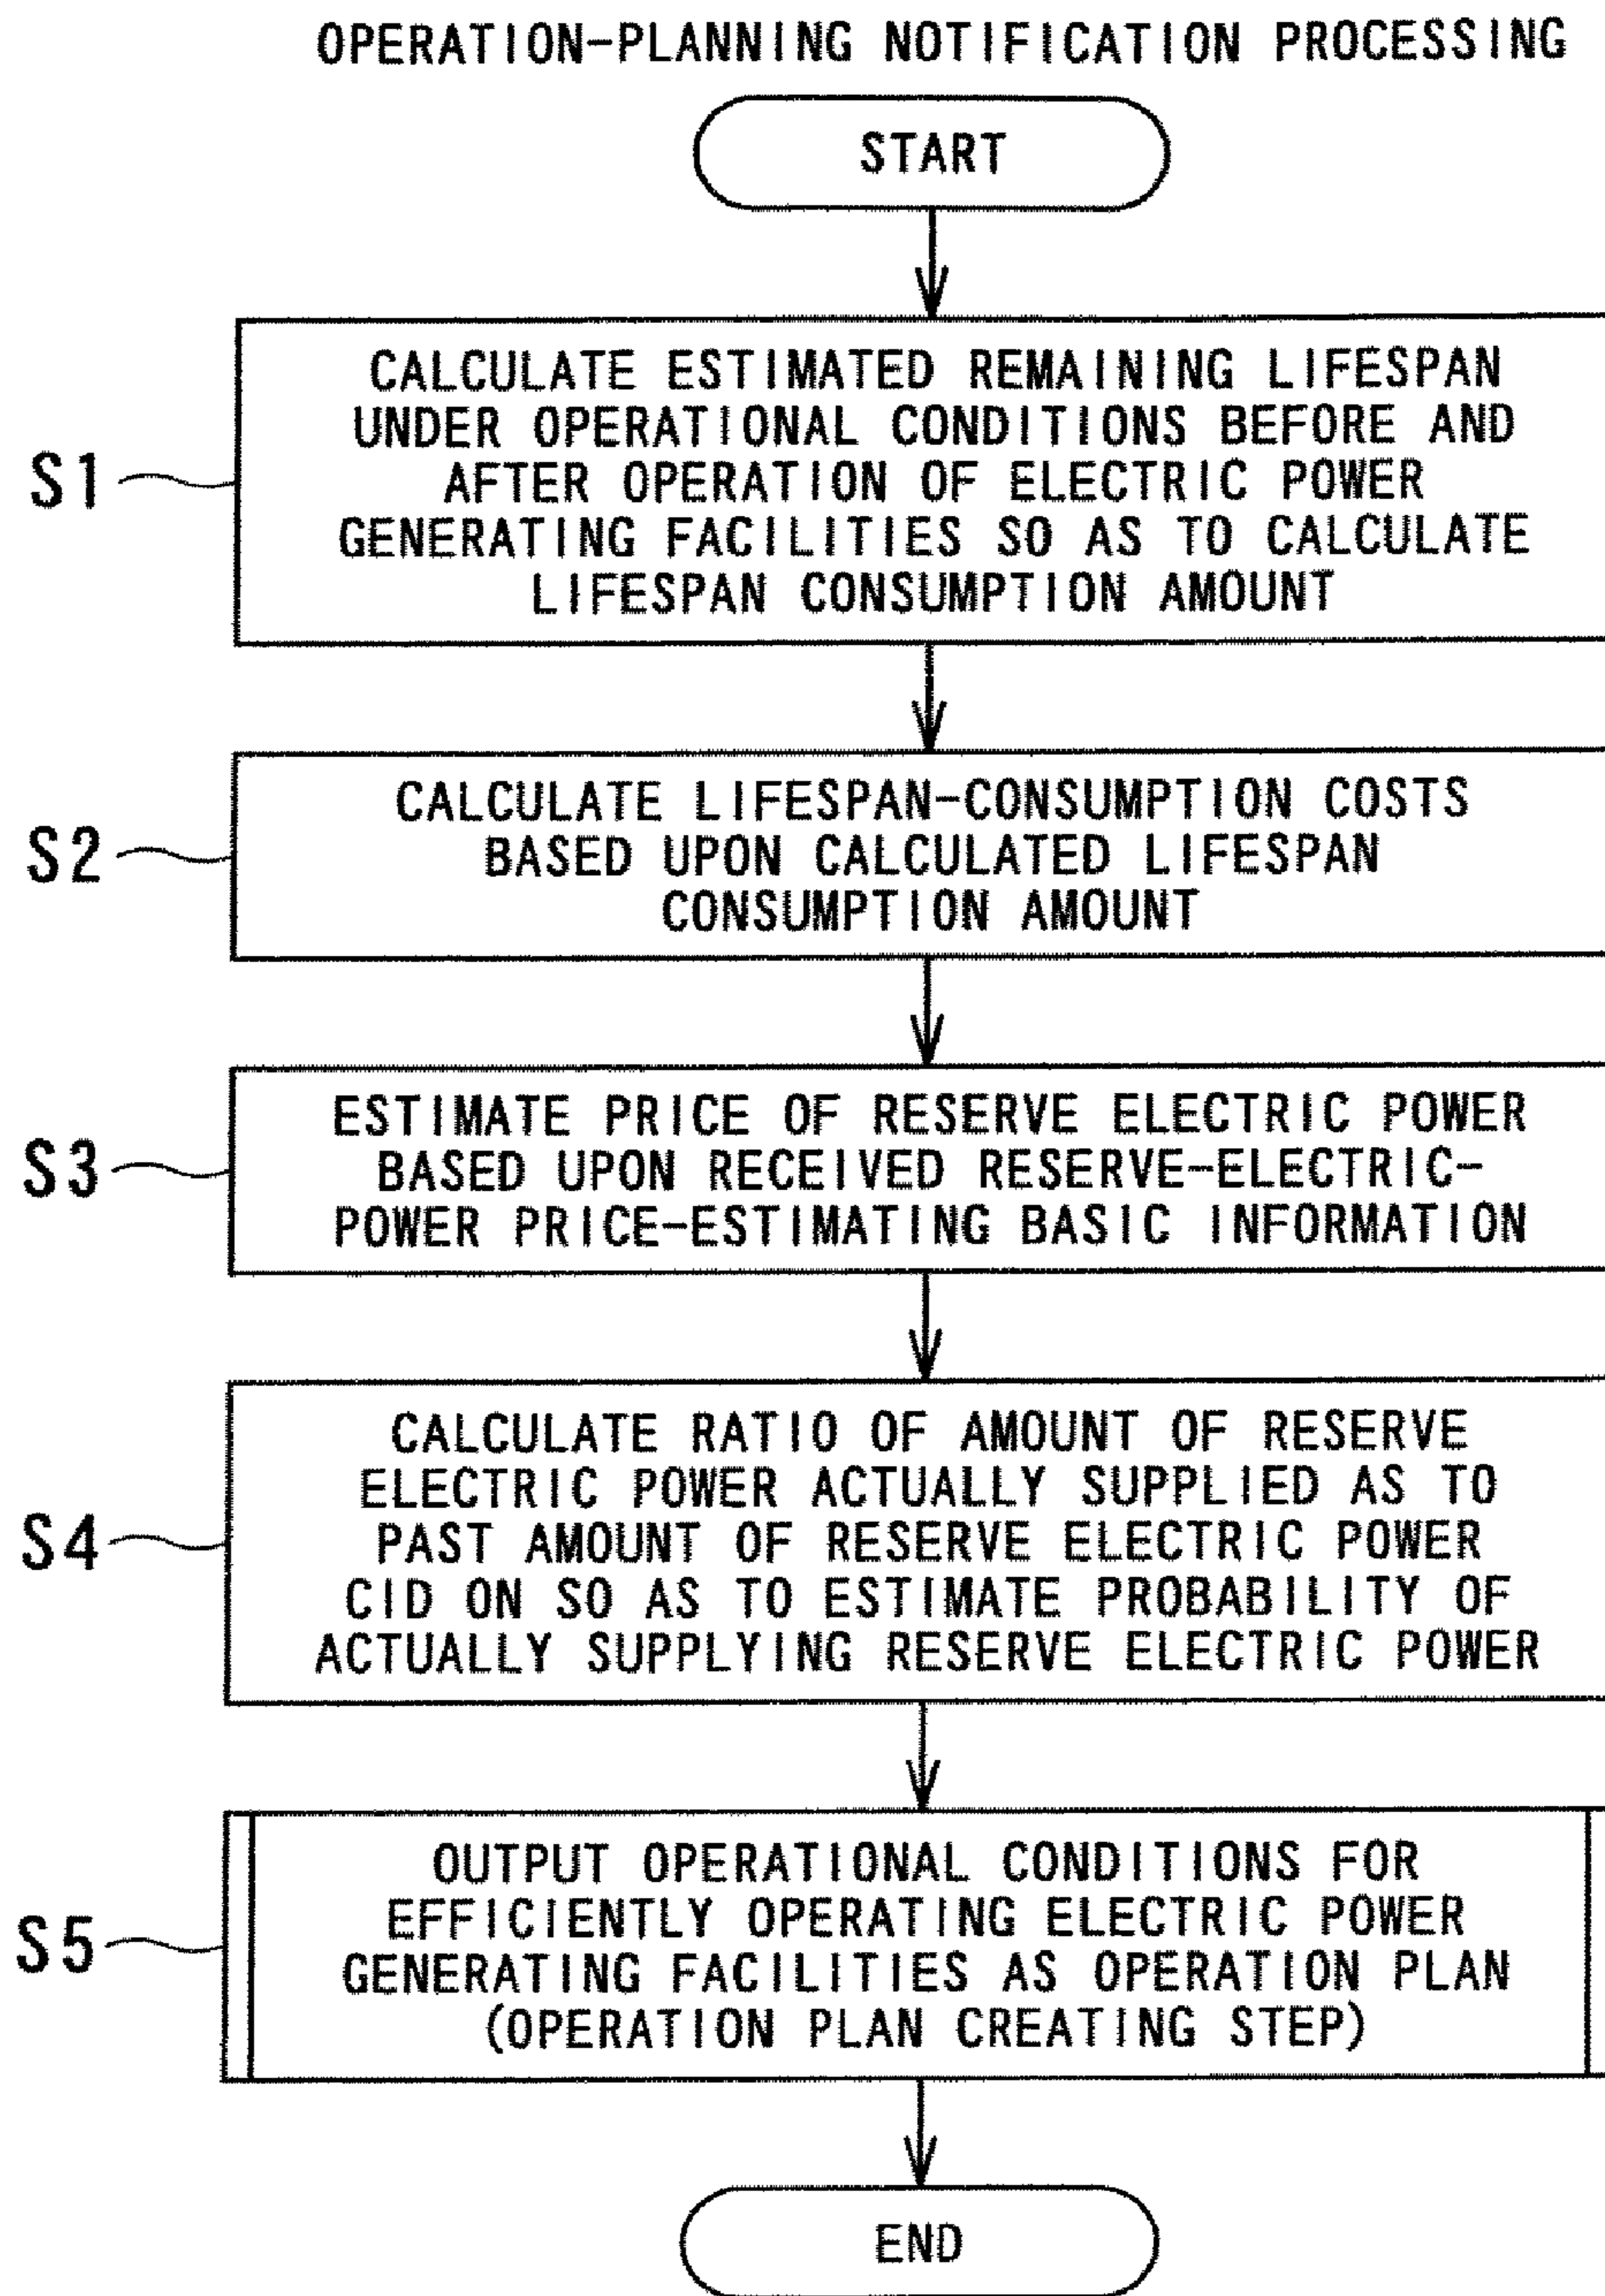 OPERATION-PLANNING NOTIFICATION PROCESSING
START
S1
CALCULATE ESTIMATED REMAINING LIFESPAN
UNDER OPERATIONAL CONDITIONS BEFORE AND
AFTER OPERATION OF ELECTRIC POWER
GENERATING FACILITIES SO AS TO CALCULATE
LIFESPAN CONSUMPTION AMOUNT
S2
CALCULATE LIFESPAN-CONSUMPTION COSTS
BASED UPON CALCULATED LIFESPAN
CONSUMPTION AMOUNT
S3
ESTIMATE PRICE OF RESERVE ELECTRIC POWER
BASED UPON RECEIVED RESERVE-ELECTRIC-
POWER PRICE-ESTIMATING BASIC INFORMATION
S4
CALCULATE RATIO OF AMOUNT OF RESERVE
ELECTRIC POWER ACTUALLY SUPPLIED AS TO
PAST AMOUNT OF RESERVE ELECTRIC POWER
CID ON SO AS TO ESTIMATE PROBABILITY OF
ACTUALLY SUPPLYING RESERVE ELECTRIC POWER
S5
OUTPUT OPERATIONAL CONDITIONS FOR
EFFICIENTLY OPERATING ELECTRIC POWER
GENERATING FACILITIES AS OPERATION PLAN
(OPERATION PLAN CREATING STEP)
END